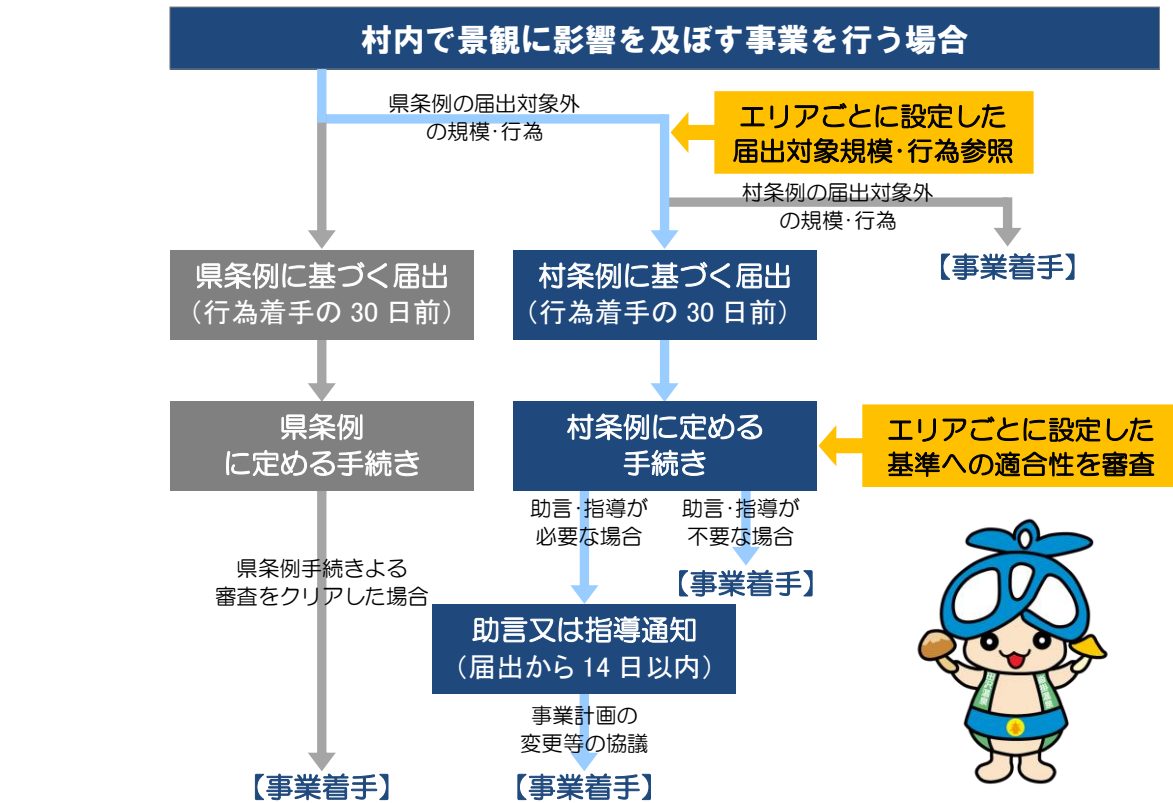 村内で景観に影響を及ぼす事業を行う場合
県条例の届出対象外
の規模・行為
エリアごとに設定した
届出対象規模・行為参照
村条例の届出対象外
の規模・行為
【事業着手】
県条例に基づく届出
（行為着手の 30 日前）
村条例に基づく届出
（行為着手の 30 日前）
県条例
に定める手続き
村条例に定める
手続き
エリアごとに設定した
基準への適合性を審査
助言・指導が
必要な場合
助言・指導が
不要な場合
【事業着手】
県条例手続きよる
審査をクリアした場合
助言又は指導通知
（届出から 14 日以内）
事業計画の
変更等の協議
【事業着手】
【事業着手】